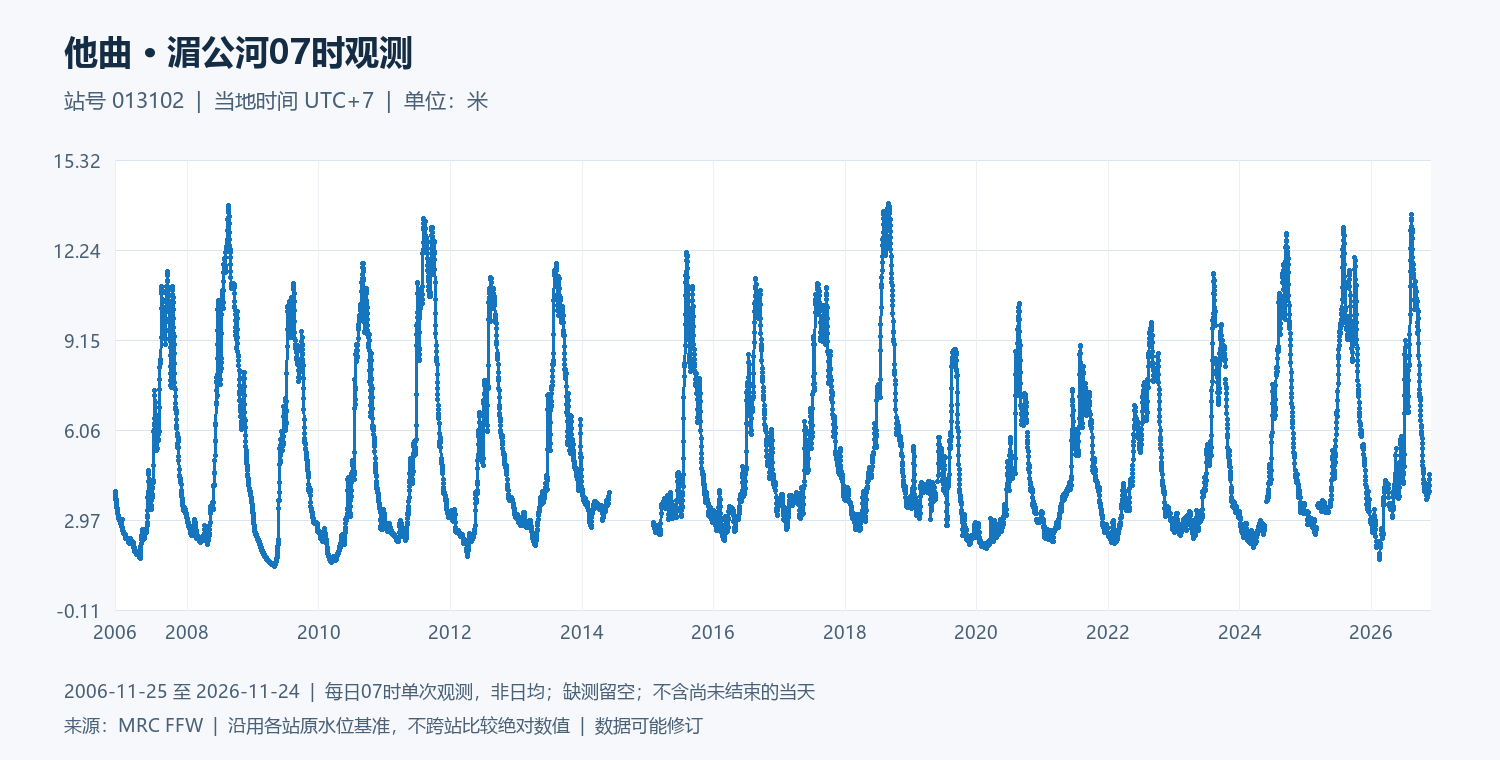 他曲 • 湄公河07时观测
站号 013102 | 当地时间 UTC+7 | 单位：米
15.32
12.24
9.15
6.06
2.97
-0.11
2006 2008 2010 2012 2014 2016 2018 2020 2022 2024 2026
2006-11-25 至 2026-11-24 | 每日07时单次观测，非日均；缺测留空；不含尚未结束的当天
来源：MRC FFW | 沿用各站原水位基准，不跨站比较绝对数值 | 数据可能修订